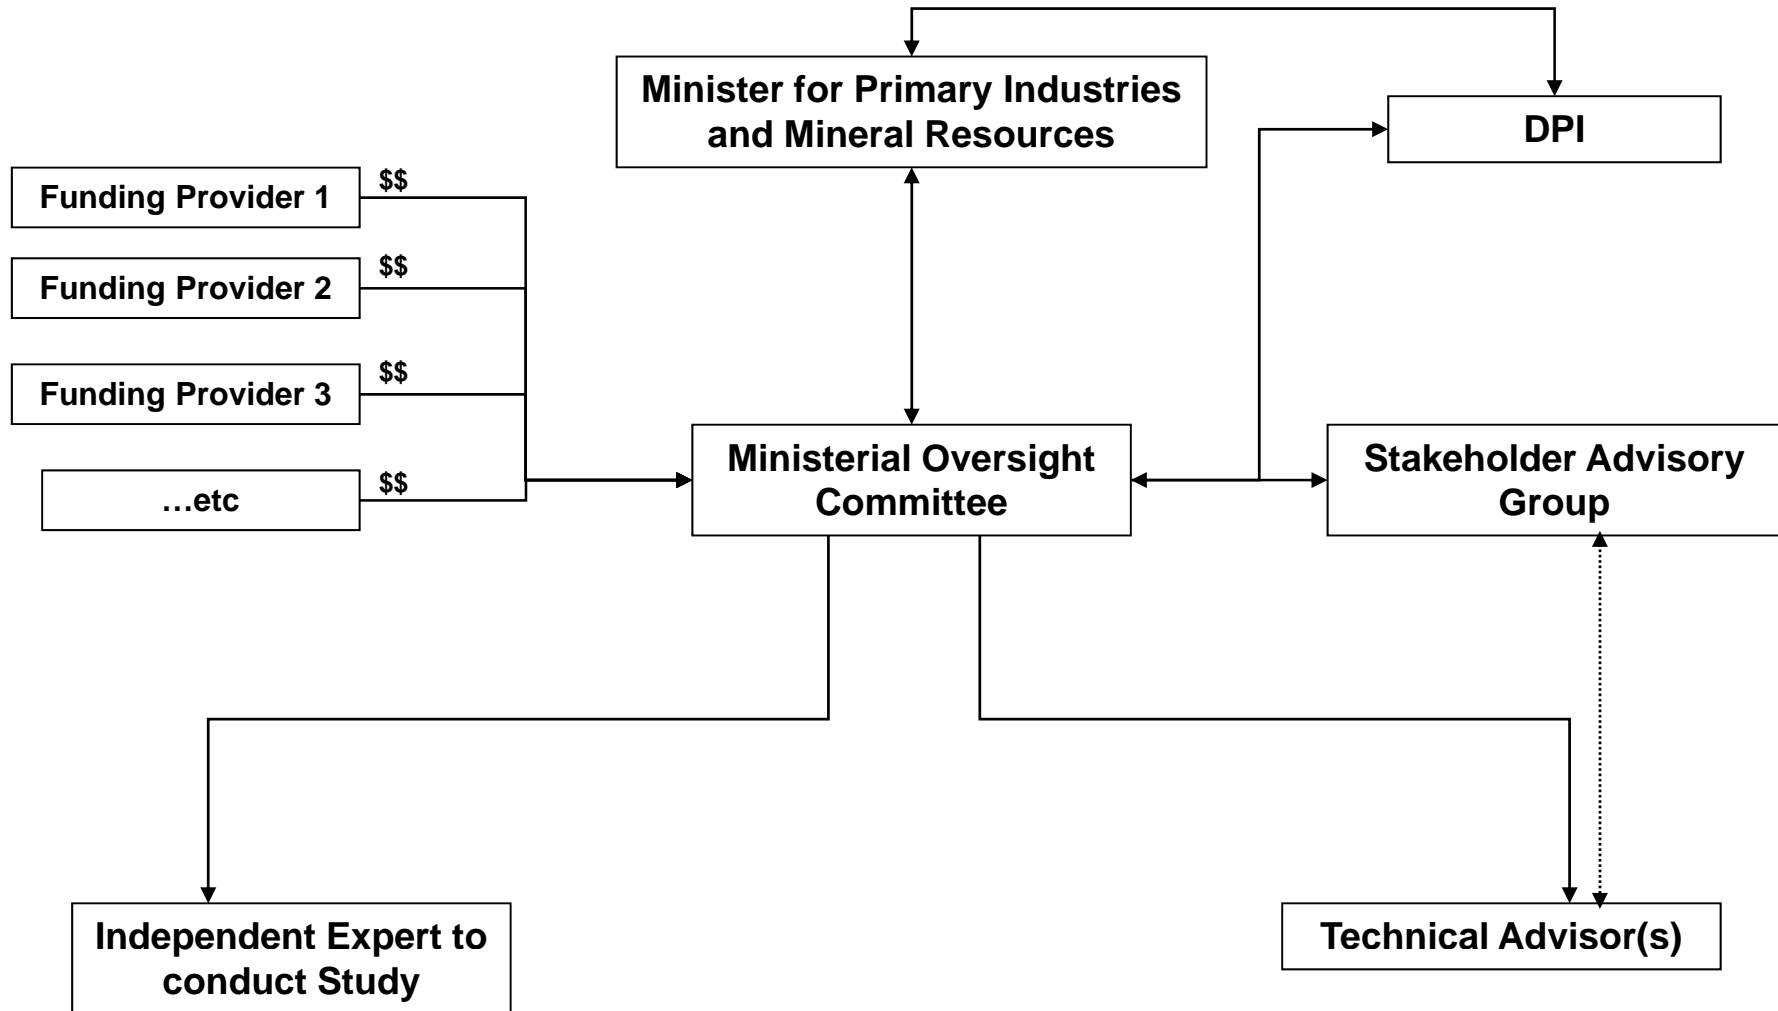 Minister for Primary Industries
and Mineral Resources
DPI
$$
Funding Provider 1
$$
Funding Provider 2
$$
Funding Provider 3
$$
...etc
Ministerial Oversight
Committee
Stakeholder Advisory
Group
Independent Expert to
conduct Study
Technical Advisor(s)